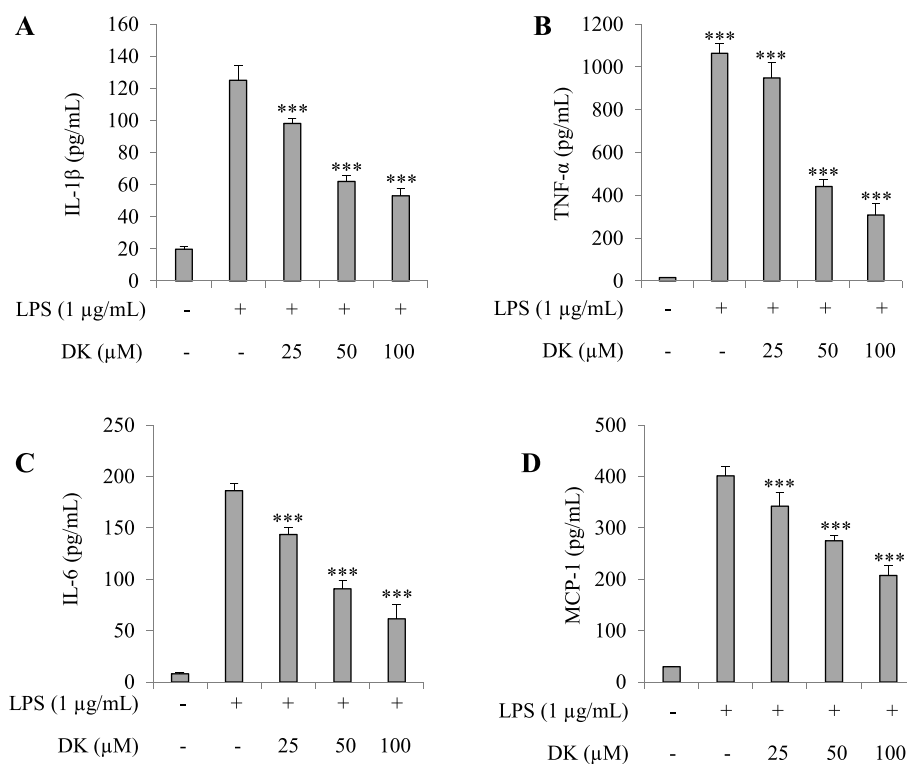 A
IL-1β (pg/mL)
160
140
120
100
80
60
40
20
0
***
***
***
LPS (1 µg/mL) - + + + +
DK (µM) - - 25 50 100
B
TNF-α (pg/mL)
1200
1000
800
600
400
200
0
***
***
***
***
LPS (1 µg/mL) - + + + +
DK (µM) - - 25 50 100
C
IL-6 (pg/mL)
250
200
150
100
50
0
***
***
***
LPS (1 µg/mL) - + + + +
DK (µM) - - 25 50 100
D
MCP-1 (pg/mL)
500
400
300
200
100
0
***
***
***
LPS (1 µg/mL) - + + + +
DK (µM) - - 25 50 100